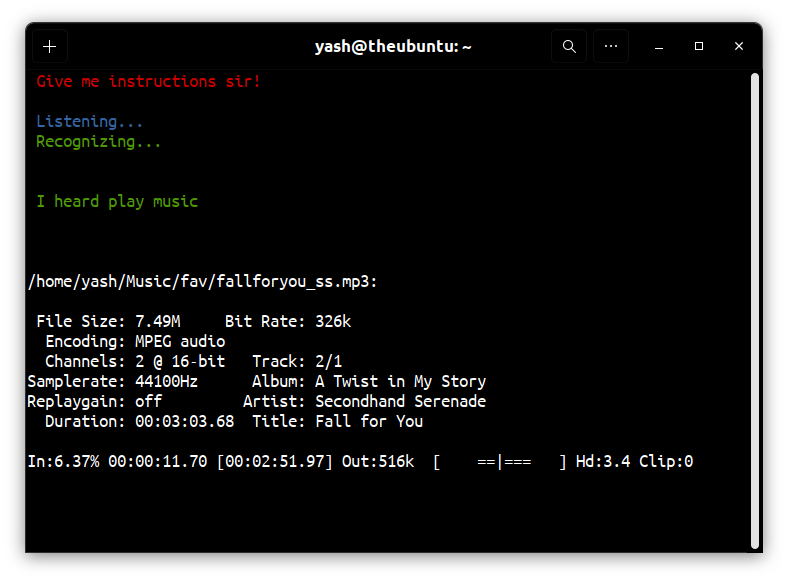 yash@theubuntu: ~
Give me instructions sir!
Listening...
Recognizing...
I heard play music
/home/yash/Music/fav/fallforyou_ss.mp3:
File Size: 7.49M     Bit Rate: 326k
Encoding: MPEG audio
Channels: 2 @ 16-bit   Track: 2/1
Samplerate: 44100Hz      Album: A Twist in My Story
Replaygain: off         Artist: Secondhand Serenade
Duration: 00:03:03.68  Title: Fall for You
In:6.37% 00:00:11.70 [00:02:51.97] Out:516k  [    ==|===   ] Hd:3.4 Clip:0